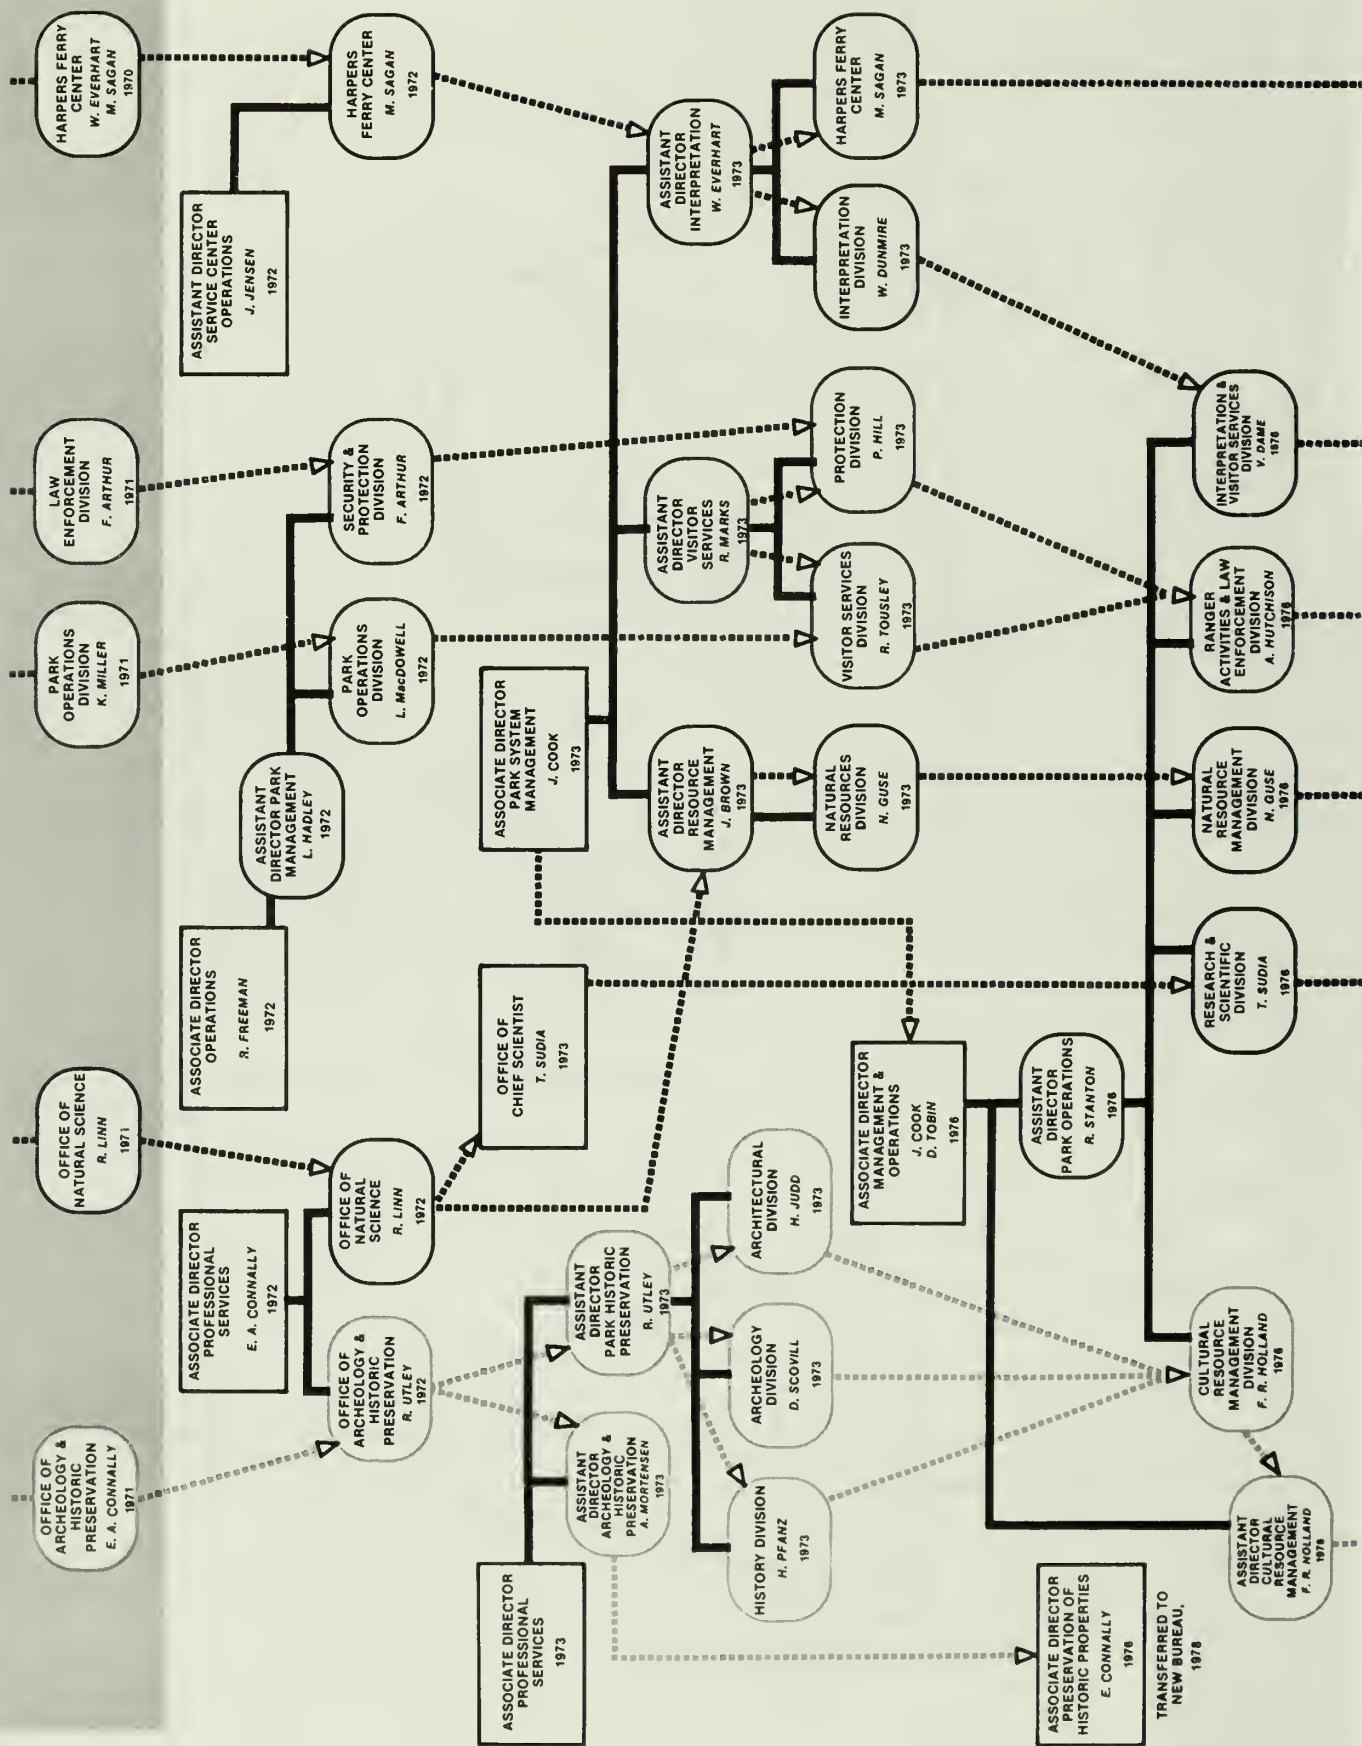 OFFICE OF
ARCHEOLOGY &
HISTORIC
PRESERVATION
E. A. CONNALLY
1971
OFFICE OF
NATURAL SCIENCE
R. LINN
1971
PARK
OPERATIONS
DIVISION
K. MILLER
1971
LAW
ENFORCEMENT
DIVISION
F. ARTHUR
1971
HARPERS FERRY
CENTER
W. EVERHART
M. SAGAN
1970
ASSOCIATE DIRECTOR
PROFESSIONAL
SERVICES
E. A. CONNALLY
1972
ASSOCIATE DIRECTOR
OPERATIONS
R. FREEMAN
1972
ASSISTANT
DIRECTOR PARK
MANAGEMENT
L. HADLEY
1972
ASSISTANT DIRECTOR
SERVICE CENTER
OPERATIONS
J. JENSEN
1972
OFFICE OF
ARCHEOLOGY &
HISTORIC
PRESERVATION
R. UTLEY
1972
OFFICE OF
NATURAL
SCIENCE
R. LINN
1972
PARK
OPERATIONS
DIVISION
L. MacDOWELL
1972
SECURITY &
PROTECTION
DIVISION
F. ARTHUR
1972
HARPERS
FERRY CENTER
M. SAGAN
1972
ASSOCIATE DIRECTOR
PROFESSIONAL
SERVICES
1973
OFFICE OF
CHIEF SCIENTIST
T. SUDIA
1973
ASSOCIATE DIRECTOR
PARK SYSTEM
MANAGEMENT
J. COOK
1973
ASSISTANT
DIRECTOR
ARCHEOLOGY &
HISTORIC
PRESERVATION
A. MORTENSEN
1973
ASSISTANT
DIRECTOR
PARK HISTORIC
PRESERVATION
R. UTLEY
1973
ASSISTANT
DIRECTOR
RESOURCE
MANAGEMENT
J. BROWN
1973
ASSISTANT
DIRECTOR
VISITOR
SERVICES
R. MARKS
1973
ASSISTANT
DIRECTOR
INTERPRETATION
W. EVERHART
1973
HISTORY DIVISION
H. PFANZ
1973
ARCHEOLOGY
DIVISION
D. SCOVILL
1973
ARCHITECTURAL
DIVISION
H. JUDD
1973
NATURAL
RESOURCES
DIVISION
N. GUSE
1973
VISITOR SERVICES
DIVISION
R. TOUSLEY
1973
PROTECTION
DIVISION
P. HILL
1973
INTERPRETATION
DIVISION
W. DUNMIRE
1973
HARPERS FERRY
CENTER
M. SAGAN
1973
ASSOCIATE DIRECTOR
MANAGEMENT &
OPERATIONS
J. COOK
D. TOBIN
1976
ASSOCIATE DIRECTOR
PRESERVATION OF
HISTORIC PROPERTIES
E. CONNALLY
1976
TRANSFERRED TO
NEW BUREAU,
1978
ASSISTANT
DIRECTOR
PARK OPERATIONS
R. STANTON
1976
CULTURAL
RESOURCE
MANAGEMENT
DIVISION
F. R. HOLLAND
1976
RESEARCH &
SCIENTIFIC
DIVISION
T. SUDIA
1976
NATURAL
RESOURCE
MANAGEMENT
DIVISION
N. GUSE
1976
RANGER
ACTIVITIES & LAW
ENFORCEMENT
DIVISION
A. HUTCHISON
1976
INTERPRETATION &
VISITOR SERVICES
DIVISION
V. DAME
1976
ASSISTANT
DIRECTOR
CULTURAL
RESOURCE
MANAGEMENT
F. R. HOLLAND
1978